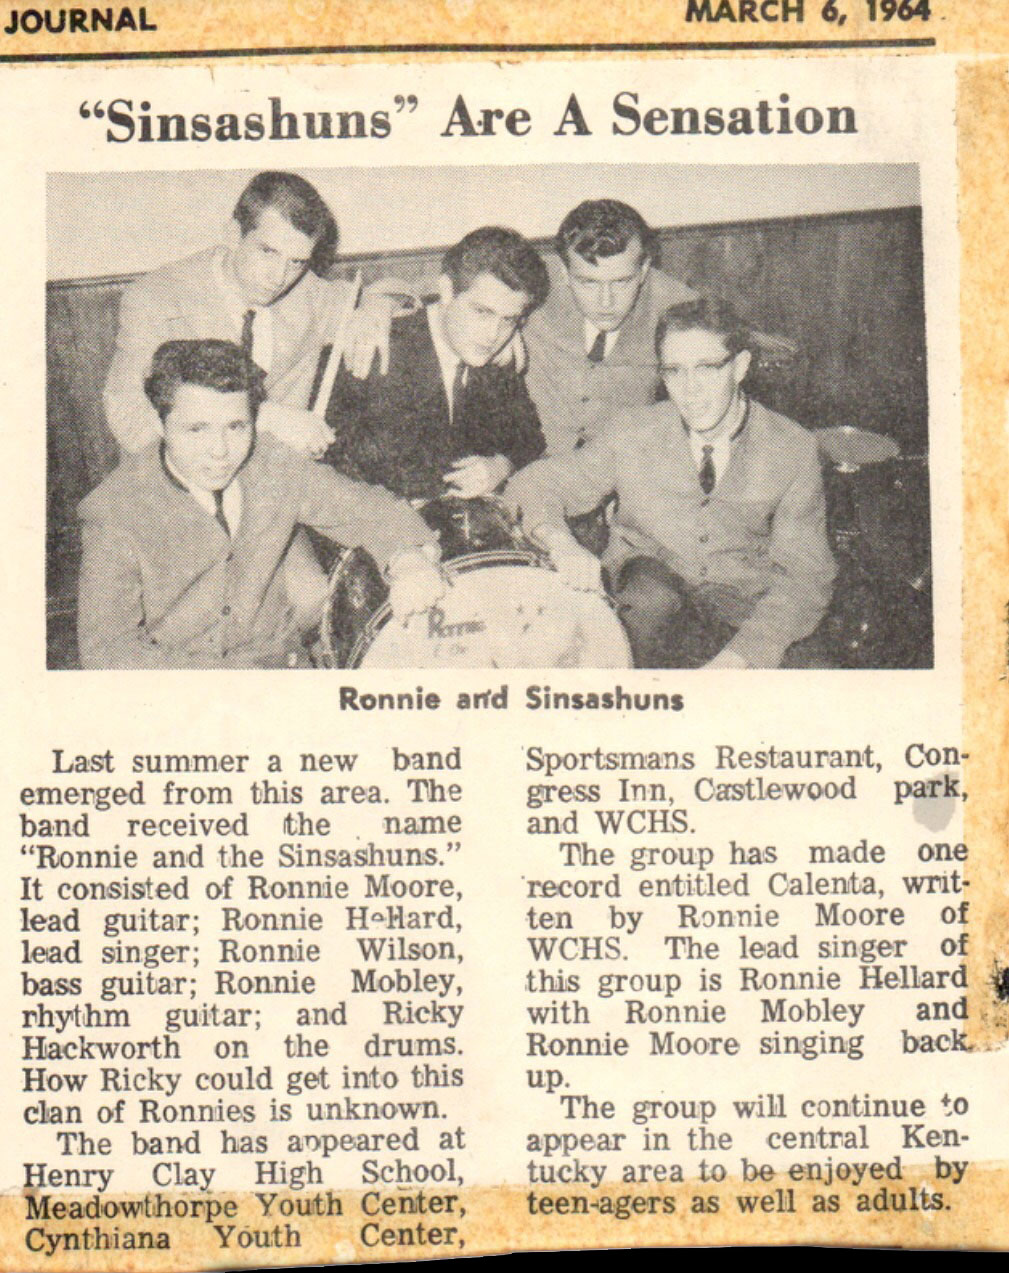 JOURNAL
MARCH 6, 1964
“Sinsashuns” Are A Sensation
Ronnie
Ronnie and Sinsashuns
Last summer a new band
emerged from this area. The
band received the name
“Ronnie and the Sinsashuns.”
It consisted of Ronnie Moore,
lead guitar; Ronnie Hellard,
lead singer; Ronnie Wilson,
bass guitar; Ronnie Mobley,
rhythm guitar; and Ricky
Hackworth on the drums.
How Ricky could get into this
clan of Ronnies is unknown.
The band has appeared at
Henry Clay High School,
Meadowthorpe Youth Center,
Cynthiana Youth Center,
Sportsmans Restaurant, Con-
gress Inn, Castlewood park,
and WCHS.
The group has made one
record entitled Calenta, writ-
ten by Ronnie Moore of
WCHS. The lead singer of
this group is Ronnie Hellard
with Ronnie Mobley and
Ronnie Moore singing back
up.
The group will continue to
appear in the central Ken-
tucky area to be enjoyed by
teen-agers as well as adults.